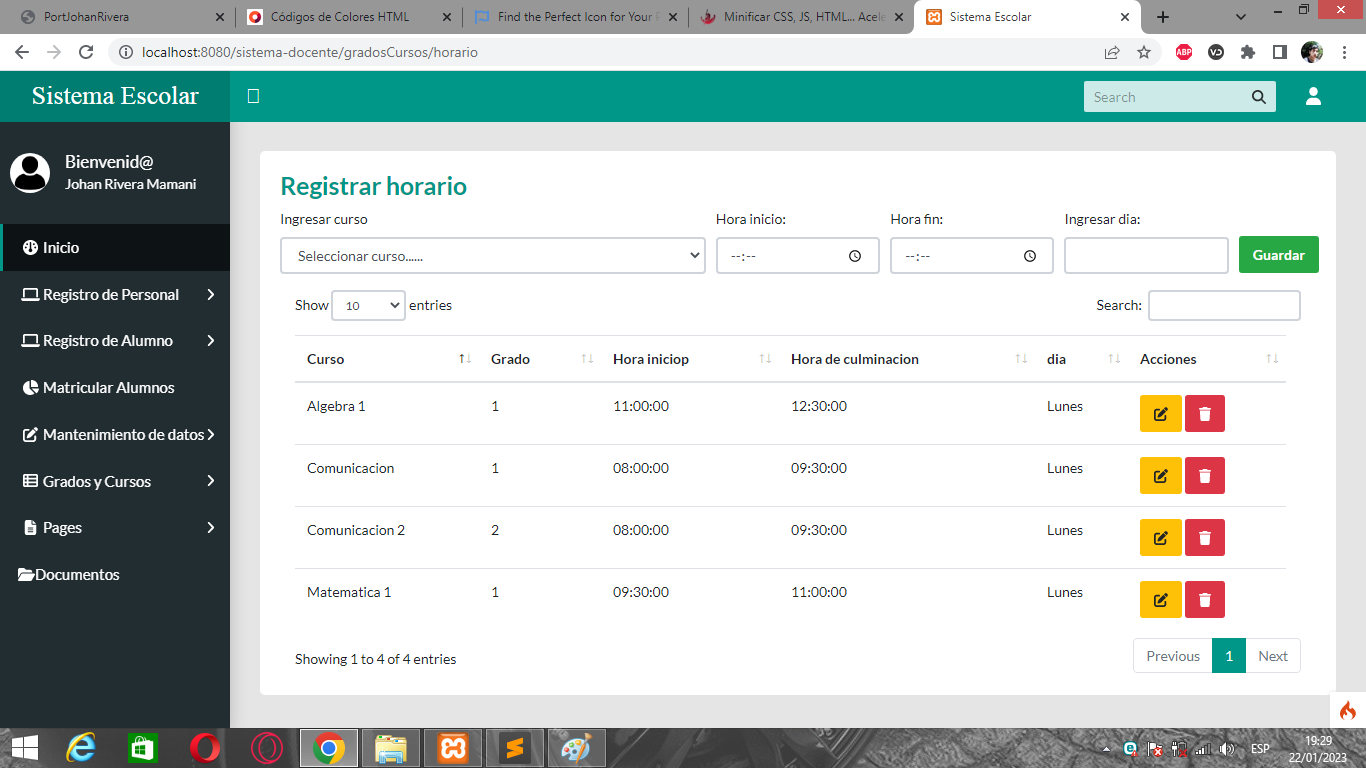 PortJohanRivera
Códigos de Colores HTML
Find the Perfect Icon for Your
Minificar CSS, JS, HTML... Acele
Sistema Escolar
localhost:8080/sistema-docente/gradosCursos/horario
ABP
Sistema Escolar
Search
Bienvenid@
Johan Rivera Mamani
Inicio
Registro de Personal
Registro de Alumno
Matricular Alumnos
Mantenimiento de datos
Grados y Cursos
Pages
Documentos
Registrar horario
Ingresar curso Hora inicio: Hora fin: Ingresar dia:
Seleccionar curso...... --:-- --:-- Guardar
Show 10 entries Search:
Curso Grado Hora iniciop Hora de culminacion dia Acciones
Algebra 1 1 11:00:00 12:30:00 Lunes
Comunicacion 1 08:00:00 09:30:00 Lunes
Comunicacion 2 2 08:00:00 09:30:00 Lunes
Matematica 1 1 09:30:00 11:00:00 Lunes
Showing 1 to 4 of 4 entries Previous 1 Next
ESP
19:29
22/01/2023